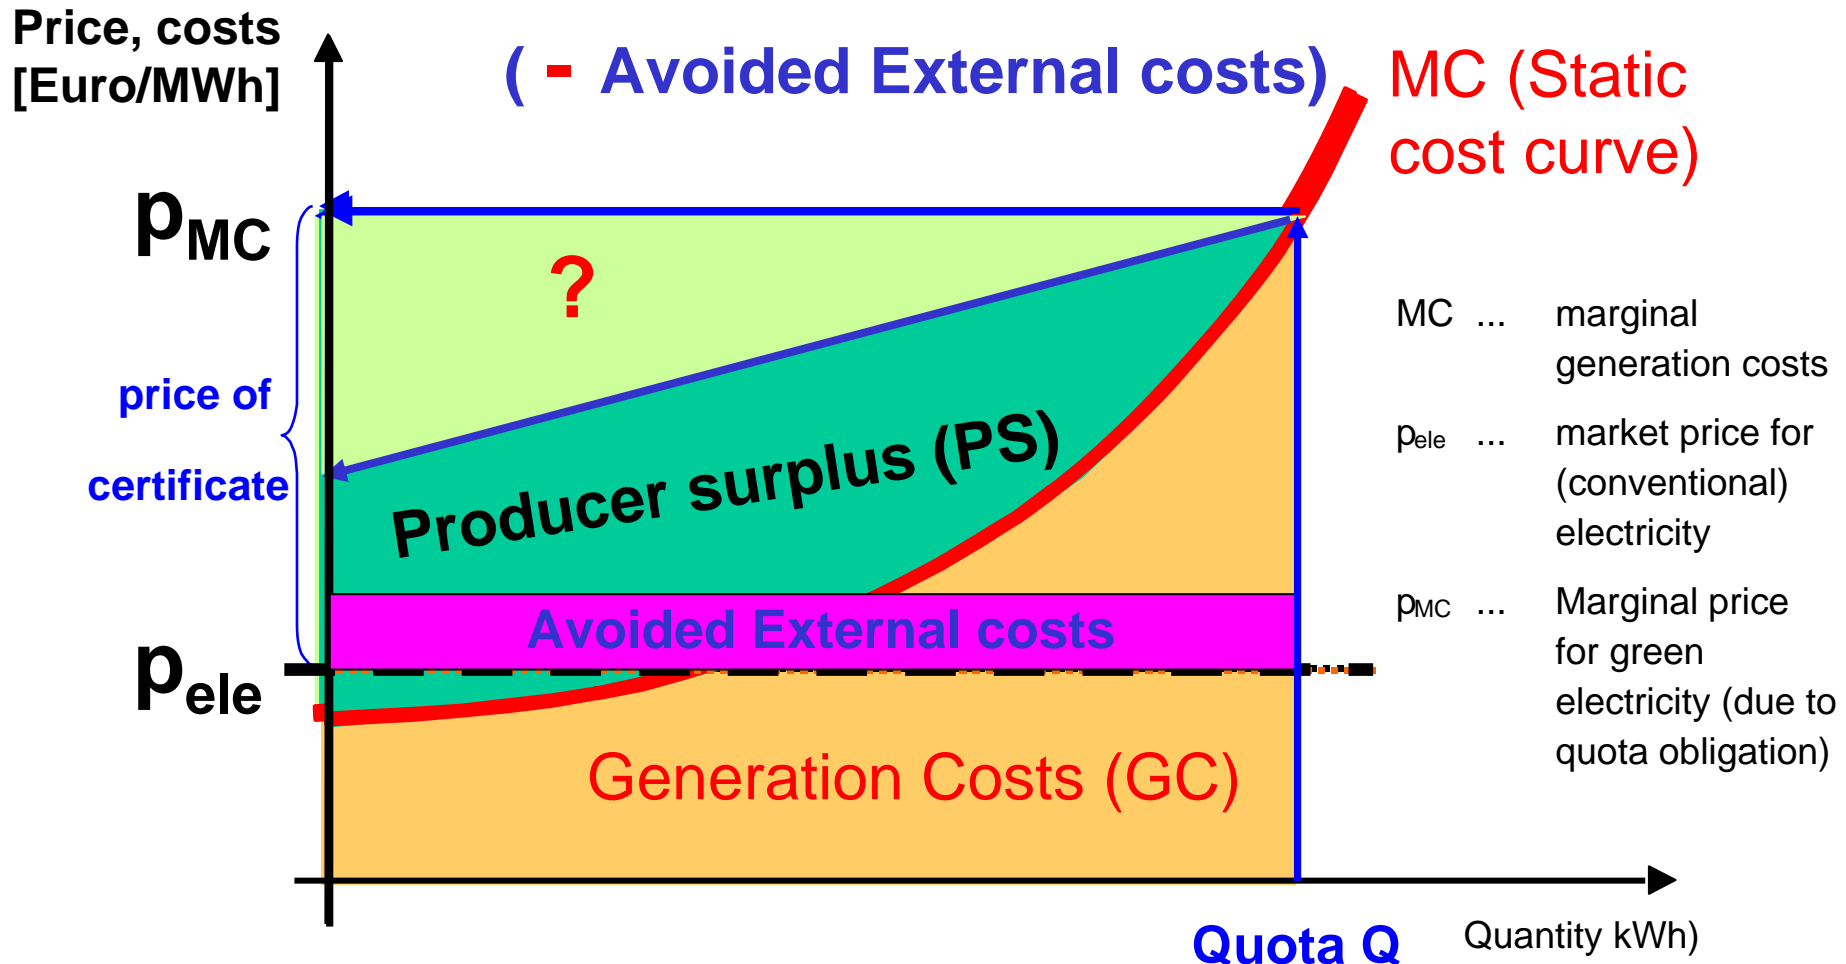 Price, costs
[Euro/MWh]
( - Avoided External costs)
MC (Static
cost curve)
pMC
?
price of
certificate
Producer surplus (PS)
Avoided External costs
pele
Generation Costs (GC)
MC ... marginal
generation costs
pele ... market price for
(conventional)
electricity
pMC ... Marginal price
for green
electricity (due to
quota obligation)
Quota Q
Quantity kWh)